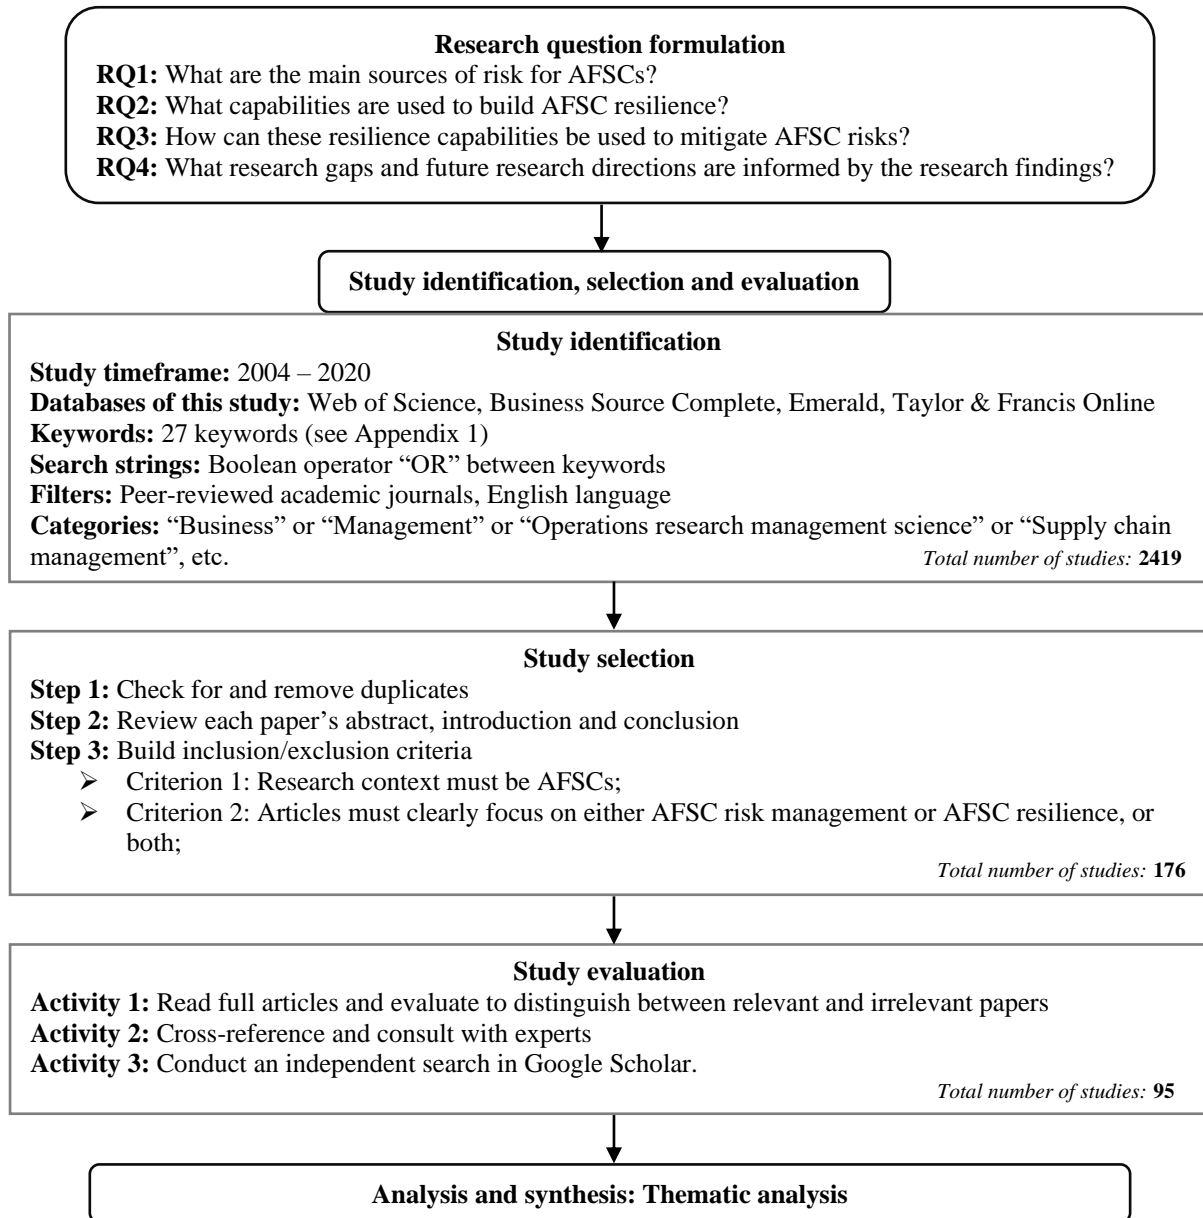 Research question formulation
RQ1: What are the main sources of risk for AFSCs?
RQ2: What capabilities are used to build AFSC resilience?
RQ3: How can these resilience capabilities be used to mitigate AFSC risks?
RQ4: What research gaps and future research directions are informed by the research findings?
Study identification, selection and evaluation
Study identification
Study timeframe: 2004 – 2020
Databases of this study: Web of Science, Business Source Complete, Emerald, Taylor & Francis Online
Keywords: 27 keywords (see Appendix 1)
Search strings: Boolean operator “OR” between keywords
Filters: Peer-reviewed academic journals, English language
Categories: “Business” or “Management” or “Operations research management science” or “Supply chain
management”, etc.
Total number of studies: 2419
Study selection
Step 1: Check for and remove duplicates
Step 2: Review each paper’s abstract, introduction and conclusion
Step 3: Build inclusion/exclusion criteria
➢ Criterion 1: Research context must be AFSCs;
➢ Criterion 2: Articles must clearly focus on either AFSC risk management or AFSC resilience, or
both;
Total number of studies: 176
Study evaluation
Activity 1: Read full articles and evaluate to distinguish between relevant and irrelevant papers
Activity 2: Cross-reference and consult with experts
Activity 3: Conduct an independent search in Google Scholar.
Total number of studies: 95
Analysis and synthesis: Thematic analysis